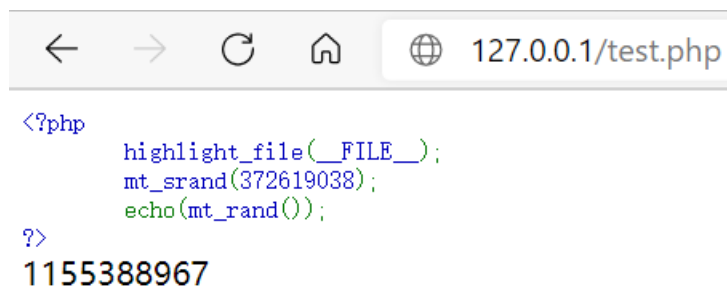 127.0.0.1/test.php
<?php
highlight_file(__FILE__);
mt_srand(372619038);
echo(mt_rand());
?>
1155388967